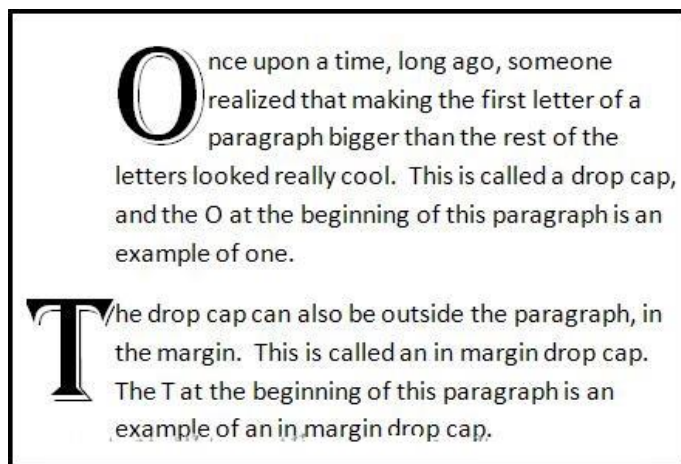 Once upon a time, long ago, someone
realized that making the first letter of a
paragraph bigger than the rest of the
letters looked really cool.  This is called a drop cap,
and the O at the beginning of this paragraph is an
example of one.
The drop cap can also be outside the paragraph, in
the margin.  This is called an in margin drop cap.
The T at the beginning of this paragraph is an
example of an in margin drop cap.